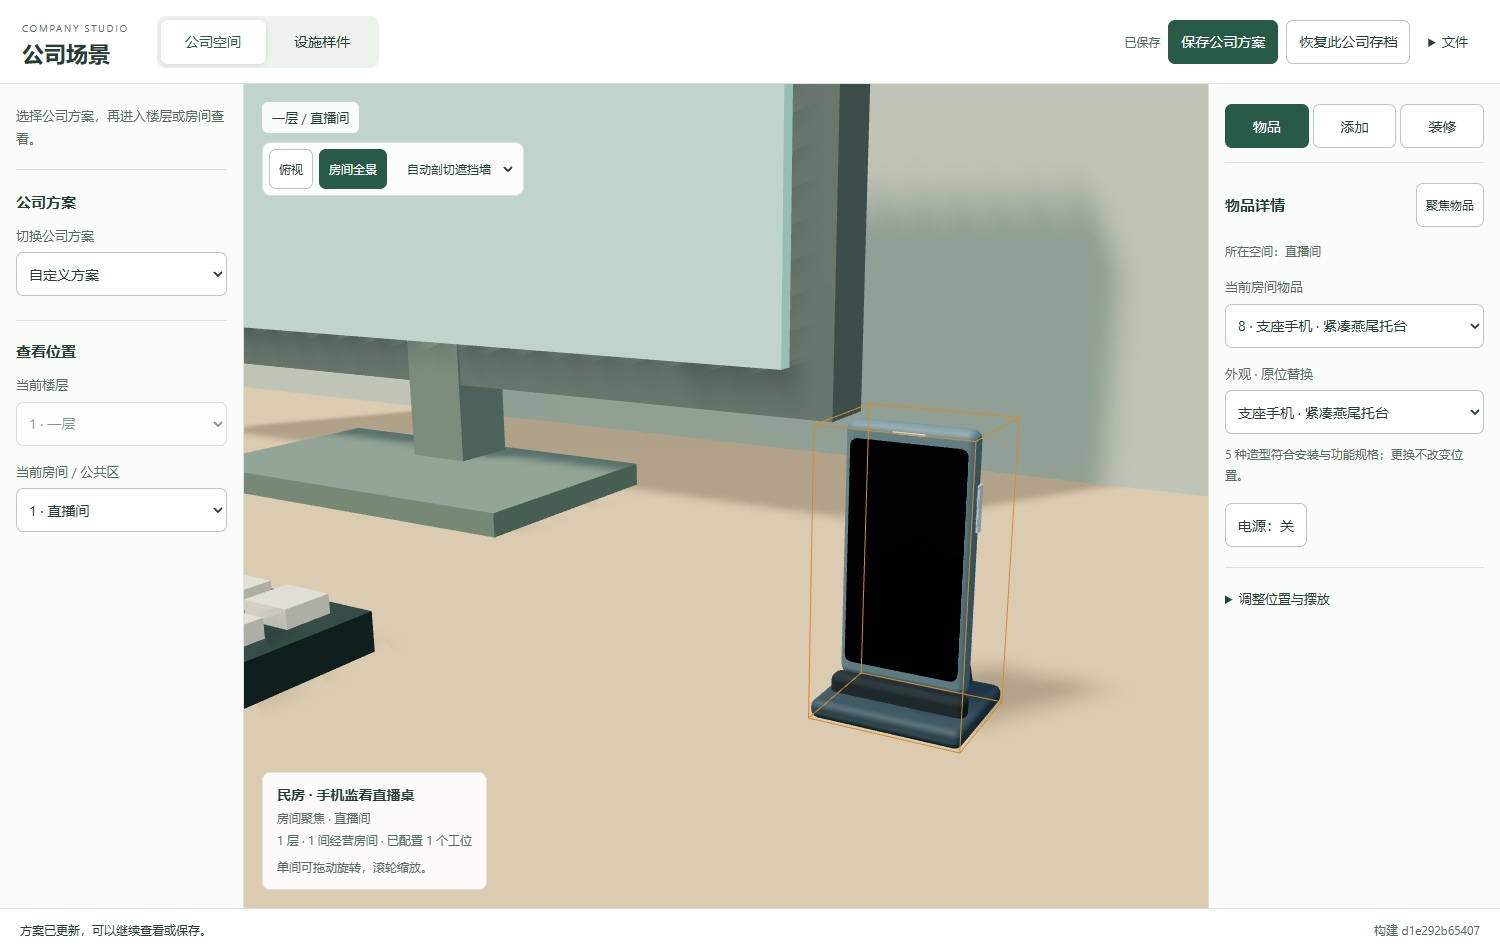 COMPANY STUDIO
公司场景
公司空间
设施样件
已保存
保存公司方案
恢复此公司存档
文件
选择公司方案，再进入楼层或房间查
看。
公司方案
切换公司方案
自定义方案
查看位置
当前楼层
1 · 一层
当前房间 / 公共区
1 · 直播间
一层 / 直播间
俯视
房间全景
自动剖切遮挡墙
民房 · 手机监看直播桌
房间聚焦 · 直播间
1 层 · 1 间经营房间 · 已配置 1 个工位
单间可拖动旋转，滚轮缩放。
物品
添加
装修
物品详情
聚焦物品
所在空间：直播间
当前房间物品
8 · 支座手机 · 紧凑燕尾托台
外观 · 原位替换
支座手机 · 紧凑燕尾托台
5 种造型符合安装与功能规格；更换不改变位
置。
电源：关
调整位置与摆放
方案已更新，可以继续查看或保存。
构建 d1e292b65407